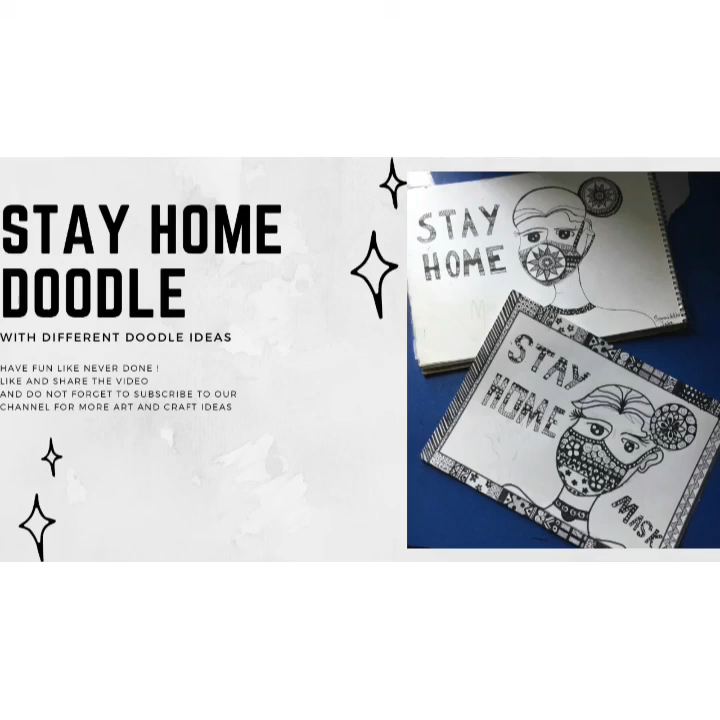 STAY HOME
DOODLE
WITH DIFFERENT DOODLE IDEAS
HAVE FUN LIKE NEVER DONE !
LIKE AND SHARE THE VIDEO
AND DO NOT FORGET TO SUBSCRIBE TO OUR
CHANNEL FOR MORE ART AND CRAFT IDEAS
STAY
HOME
STAY
HOME
MASK